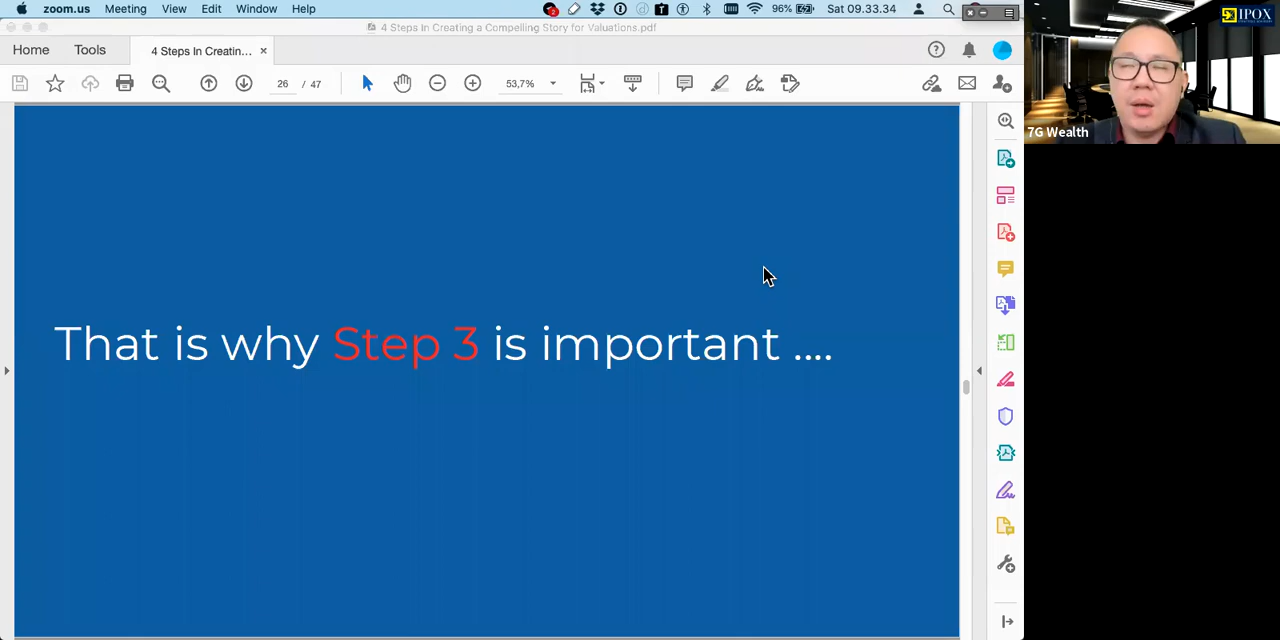 zoom.us Meeting View Edit Window Help 96% Sat 09.33.34
4 Steps In Creating a Compelling Story for Valuations.pdf
Home Tools 4 Steps In Creatin... ×
26 / 47 53,7%
That is why Step 3 is important ....
IPOX
7G Wealth